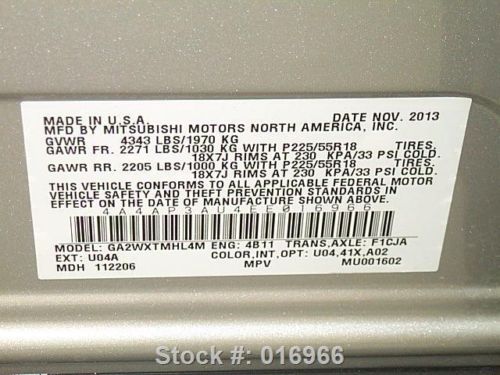 MADE IN U.S.A. DATE NOV. 2013
MFD BY MITSUBISHI MOTORS NORTH AMERICA, INC.
GVWR 4343 LBS/1970 KG
GAWR FR. 2271 LBS/1030 KG WITH P225/55R18 TIRES,
18X7J RIMS AT 230 KPA/33 PSI COLD.
GAWR RR. 2205 LBS/1000 KG WITH P225/55R18 TIRES,
18X7J RIMS AT 230 KPA/33 PSI COLD.
THIS VEHICLE CONFORMS TO ALL APPLICABLE FEDERAL MOTOR
VEHICLE SAFETY, BUMPER AND THEFT PREVENTION STANDARDS
IN EFFECT ON THE DATE OF MANUFACTURE SHOWN ABOVE.
4A4AP3AU4EE016966
MODEL: GA2WXTMHL4M ENG: 4B11 TRANS,AXLE: F1CJA
EXT: U04A COLOR,INT,OPT: U04,41X,A02
MDH 112206 MPV MU001602
Stock #: 016966